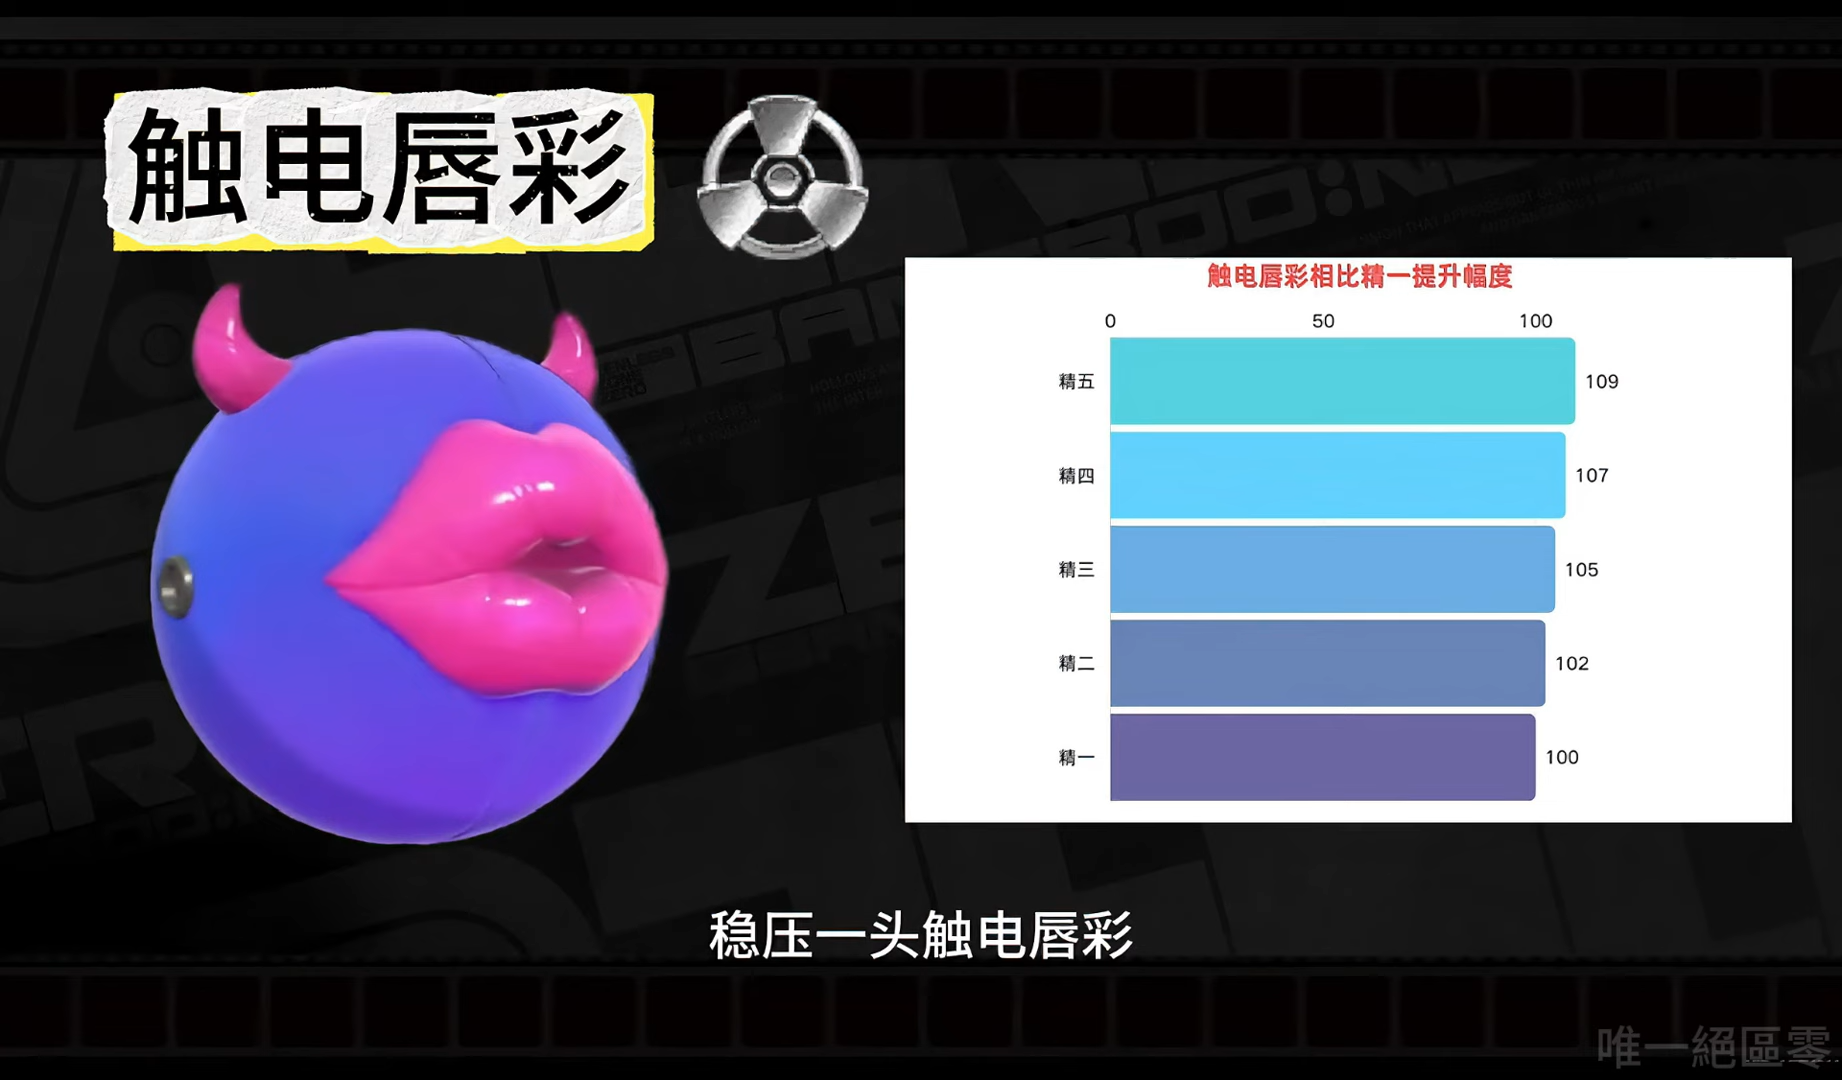 触电唇彩
触电唇彩相比精一提升幅度
0 50 100
精五 109
精四 107
精三 105
精二 102
精一 100
稳压一头触电唇彩
唯一絕區零